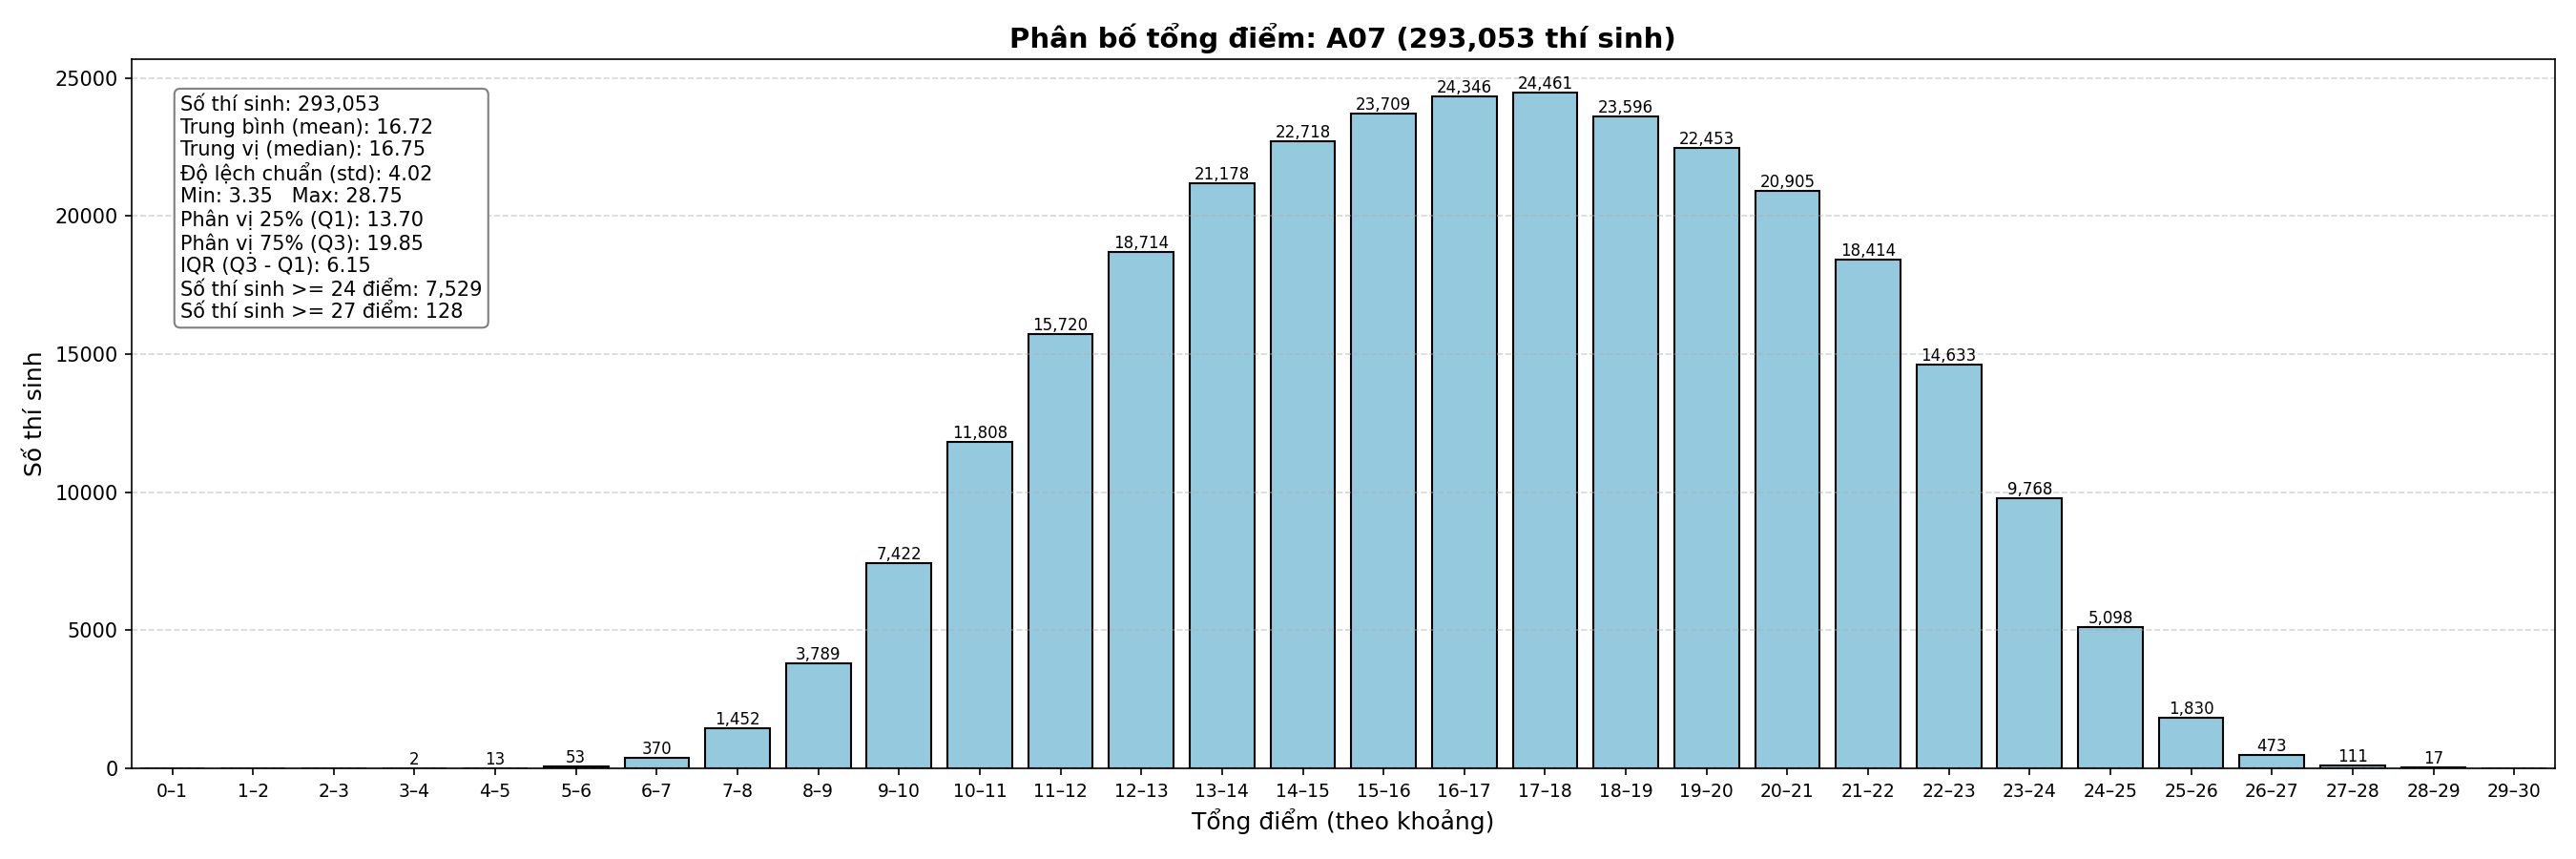 Phân bố tổng điểm: A07 (293,053 thí sinh)
Số thí sinh: 293,053
Trung bình (mean): 16.72
Trung vị (median): 16.75
Độ lệch chuẩn (std): 4.02
Min: 3.35   Max: 28.75
Phân vị 25% (Q1): 13.70
Phân vị 75% (Q3): 19.85
IQR (Q3 - Q1): 6.15
Số thí sinh >= 24 điểm: 7,529
Số thí sinh >= 27 điểm: 128
Số thí sinh
25000
20000
15000
10000
5000
0
2 13 53 370 1,452 3,789 7,422 11,808 15,720 18,714 21,178 22,718 23,709 24,346 24,461 23,596 22,453 20,905 18,414 14,633 9,768 5,098 1,830 473 111 17
0–1 1–2 2–3 3–4 4–5 5–6 6–7 7–8 8–9 9–10 10–11 11–12 12–13 13–14 14–15 15–16 16–17 17–18 18–19 19–20 20–21 21–22 22–23 23–24 24–25 25–26 26–27 27–28 28–29 29–30
Tổng điểm (theo khoảng)